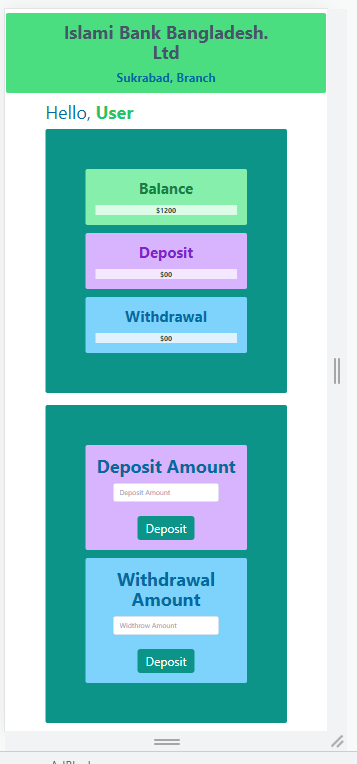 Islami Bank Bangladesh.
Ltd
Sukrabad, Branch
Hello, User
Balance
$1200
Deposit
$00
Withdrawal
$00
Deposit Amount
Deposit Amount
Deposit
Withdrawal
Amount
Widthrow Amount
Deposit